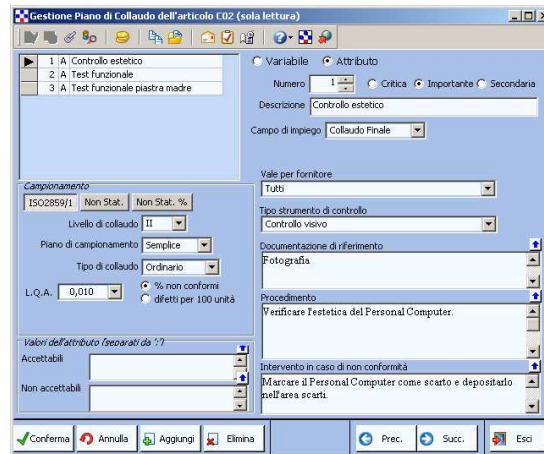 Gestione Piano di Collaudo dell'articolo C02 (sola lettura)
1 A Controllo estetico
2 A Test funzionale
3 A Test funzionale piastra madre
Variabile Attributo
Numero 1 Critica Importante Secondaria
Descrizione Controllo estetico
Campo di impiego Collaudo Finale
Campionamento
ISO2859/1 Non Stat. Non Stat. %
Livello di collaudo II
Piano di campionamento Semplice
Tipo di collaudo Ordinario
L.Q.A. 0,010 % non conformi
difetti per 100 unità
Valori dell'attributo (separati da ';')
Accettabili
Non accettabili
Vale per fornitore
Tutti
Tipo strumento di controllo
Controllo visivo
Documentazione di riferimento
Fotografia
Procedimento
Verificare l'estetica del Personal Computer.
Intervento in caso di non conformità
Marcare il Personal Computer come scarto e depositarlo
nell'area scarti.
Conferma Annulla Aggiungi Elimina Prec. Succ. Esci